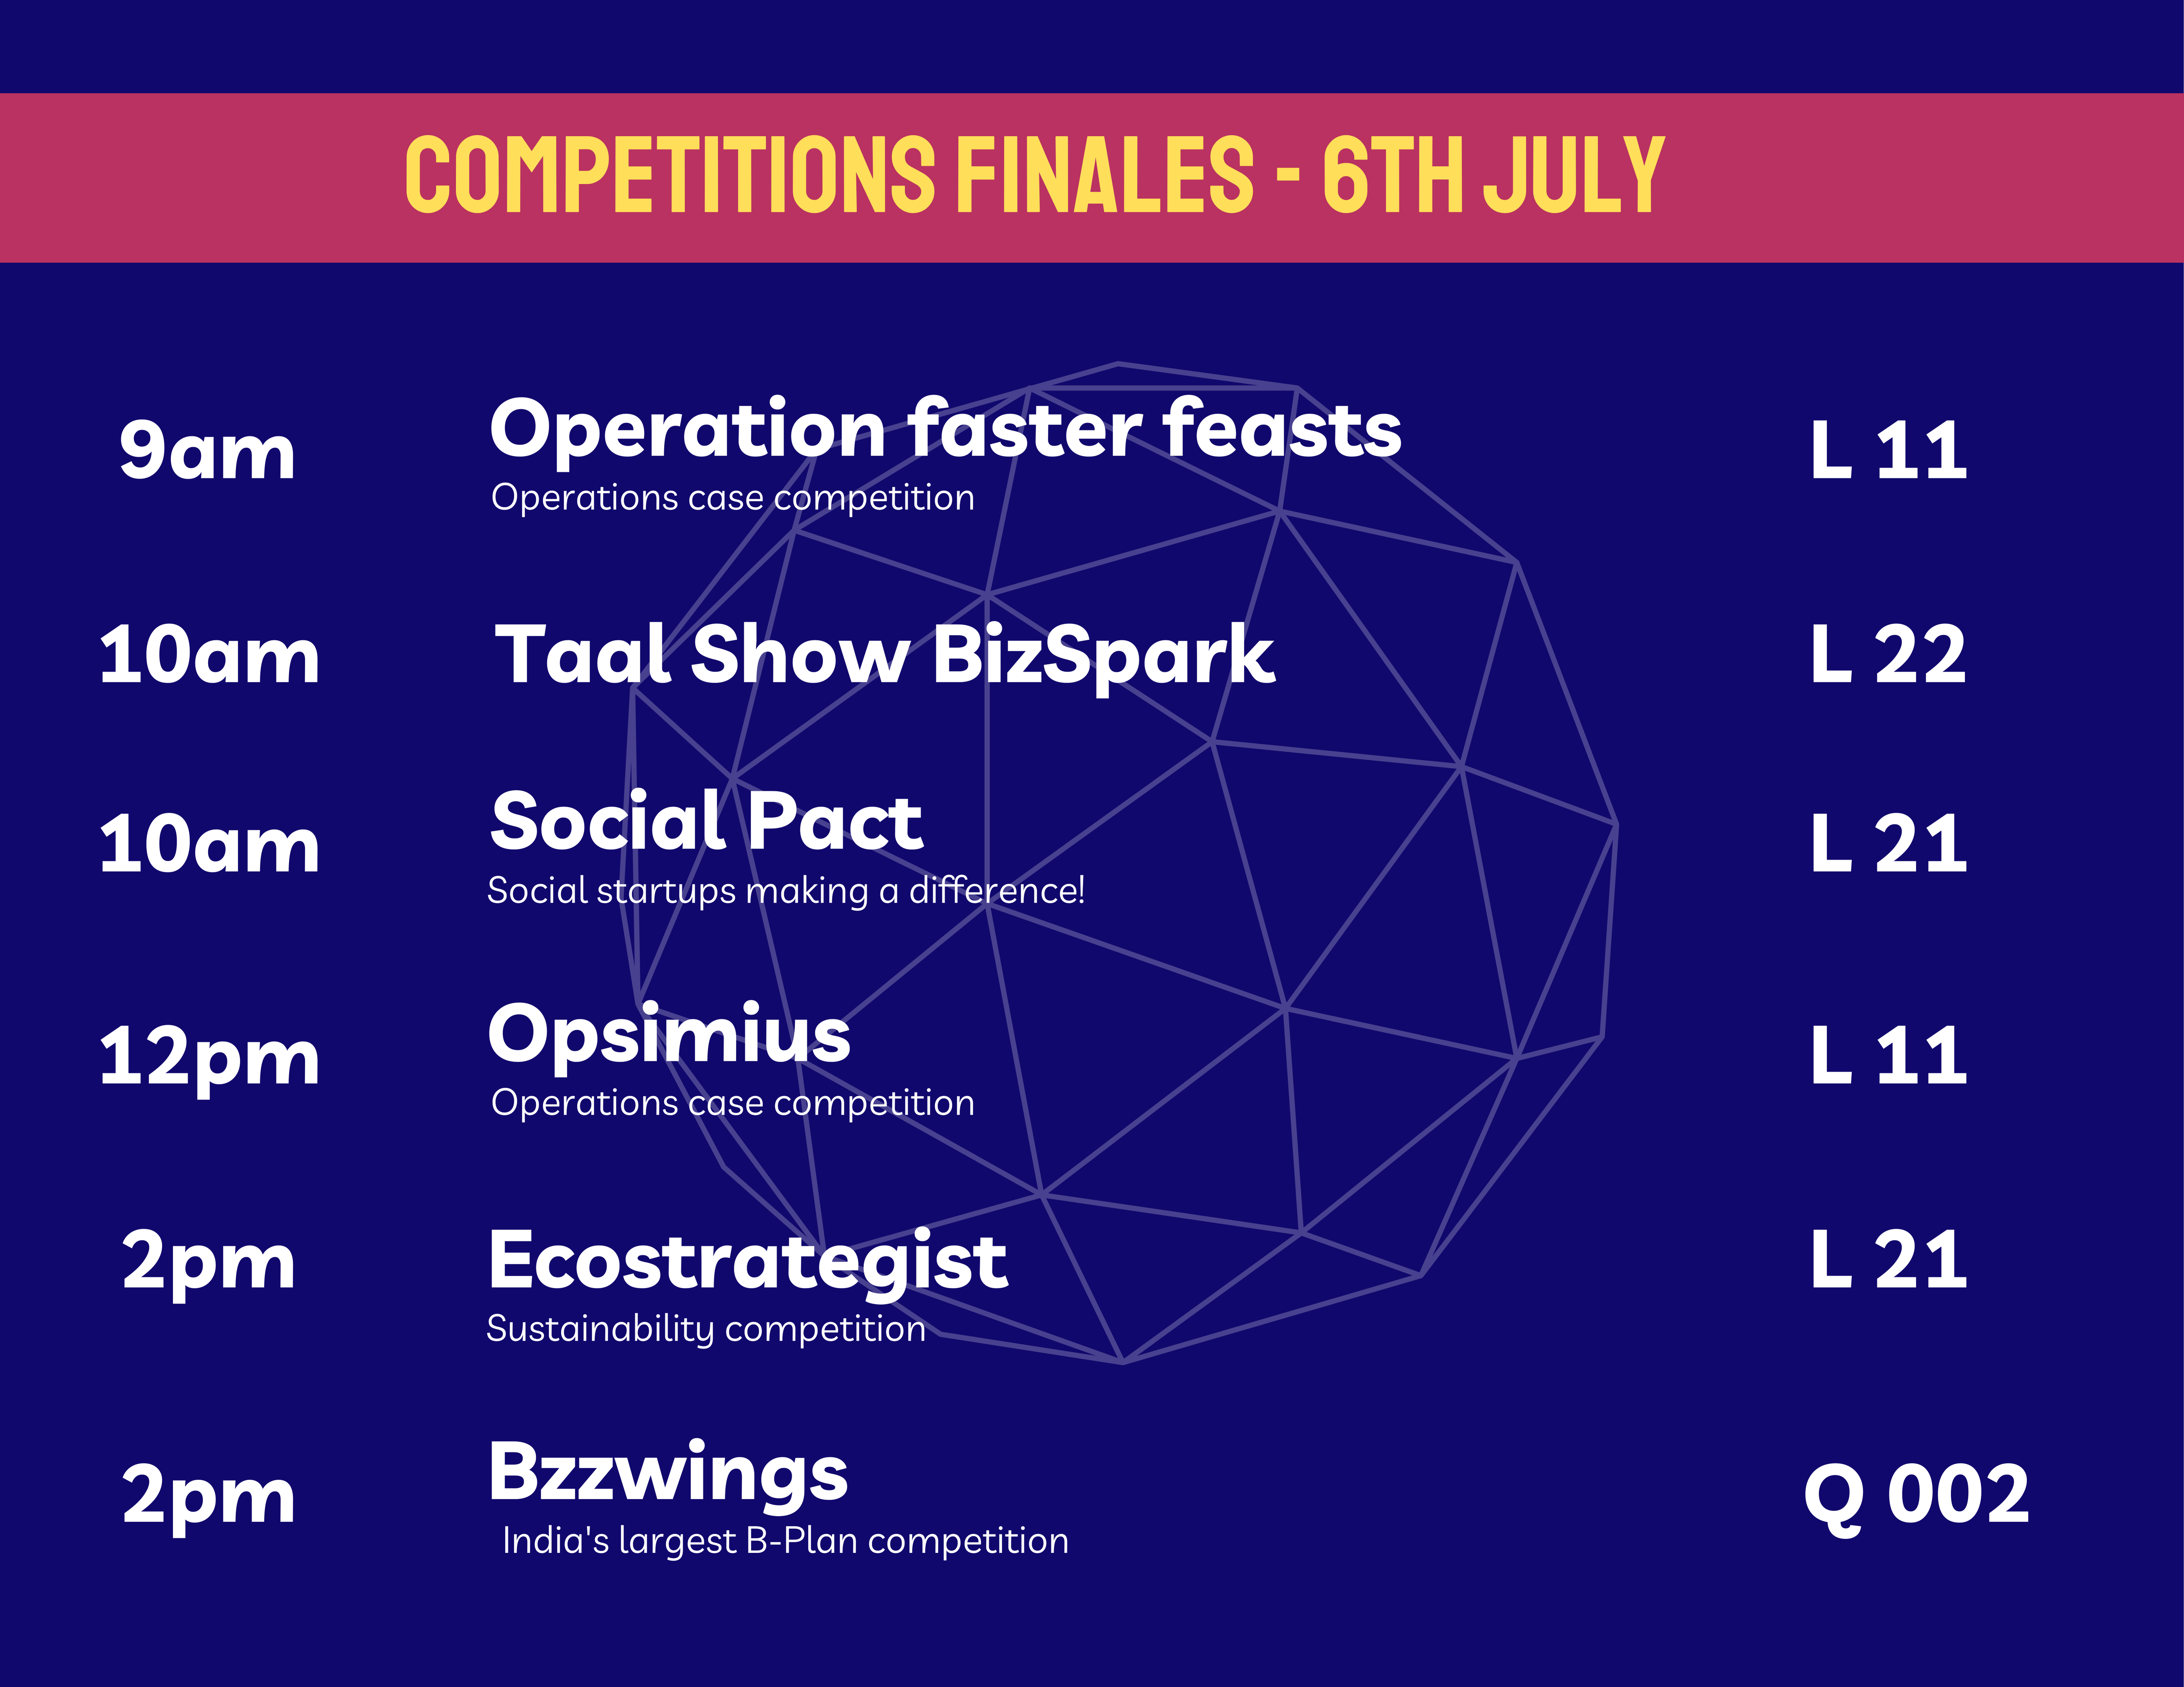 COMPETITIONS FINALES - 6TH JULY
9am
Operation faster feasts
Operations case competition
L 11
10am
Taal Show BizSpark
L 22
10am
Social Pact
Social startups making a difference!
L 21
12pm
Opsimius
Operations case competition
L 11
2pm
Ecostrategist
Sustainability competition
L 21
2pm
Bzzwings
India's largest B-Plan competition
Q 002